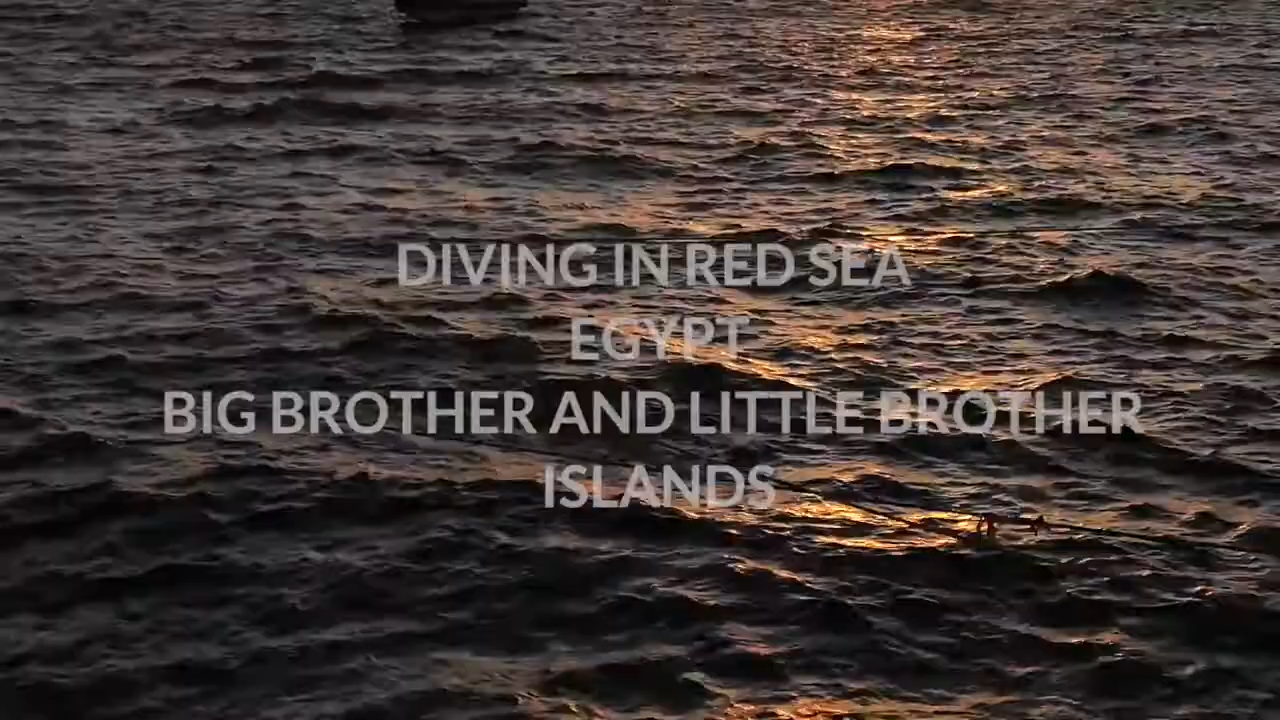 DIVING IN RED SEA
EGYPT
BIG BROTHER AND LITTLE BROTHER
ISLANDS